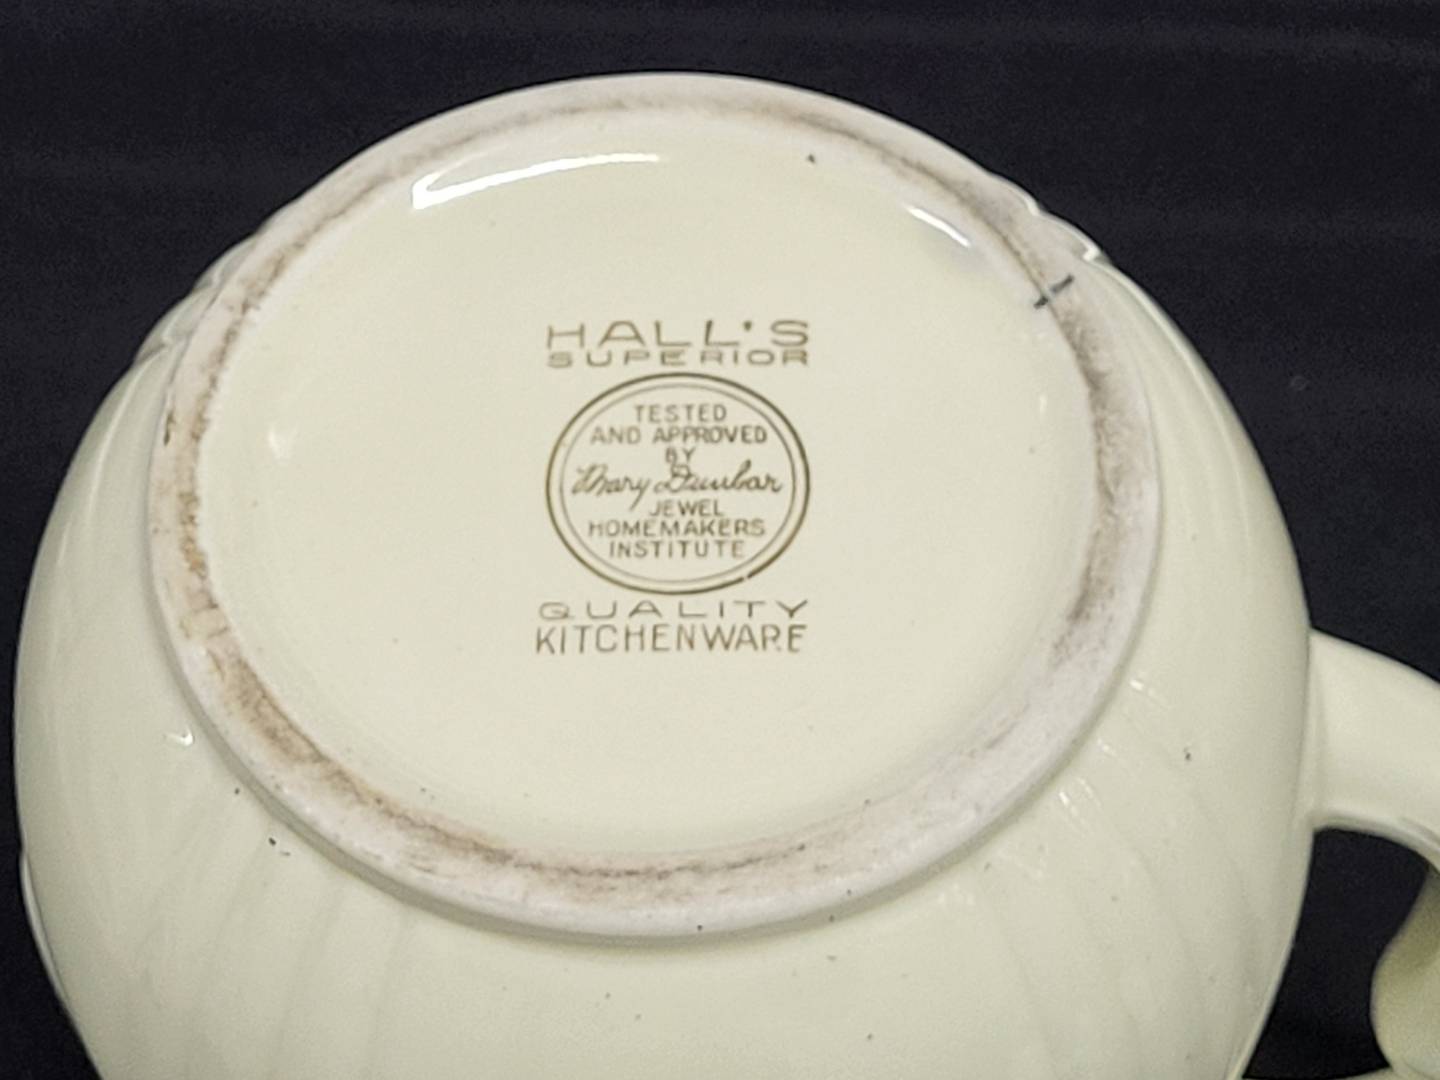 HALL'S
SUPERIOR
TESTED
AND APPROVED
BY
Mary Dunbar
JEWEL
HOMEMAKERS
INSTITUTE
QUALITY
KITCHENWARE